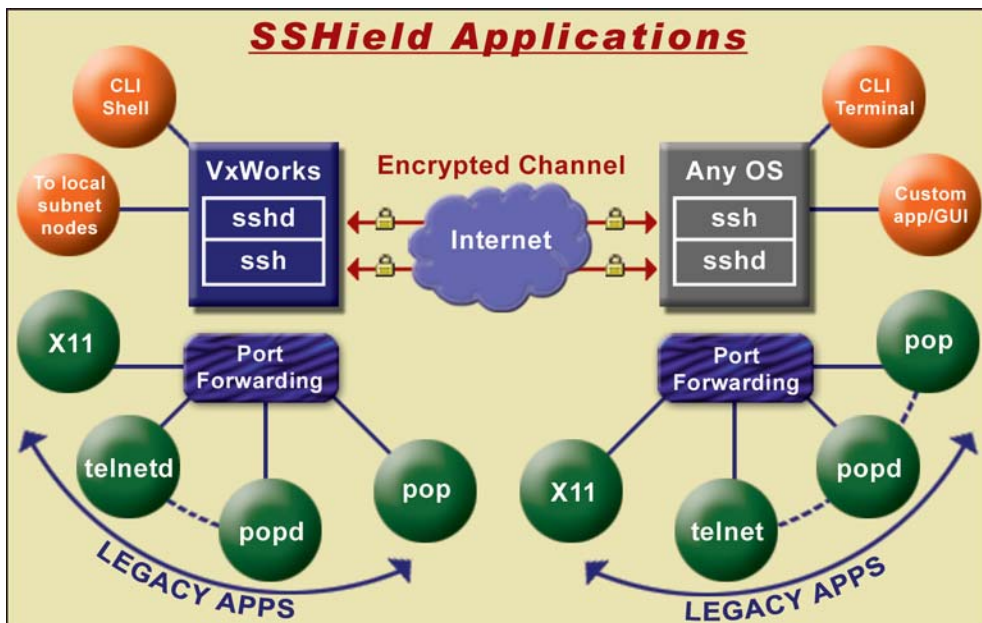 SSHield Applications
CLI
Shell
To local
subnet
nodes
VxWorks
sshd
ssh
Encrypted Channel
Internet
Any OS
ssh
sshd
CLI
Terminal
Custom
app/GUI
X11
Port
Forwarding
telnetd
popd
pop
LEGACY APPS
Port
Forwarding
pop
X11
telnet
popd
LEGACY APPS